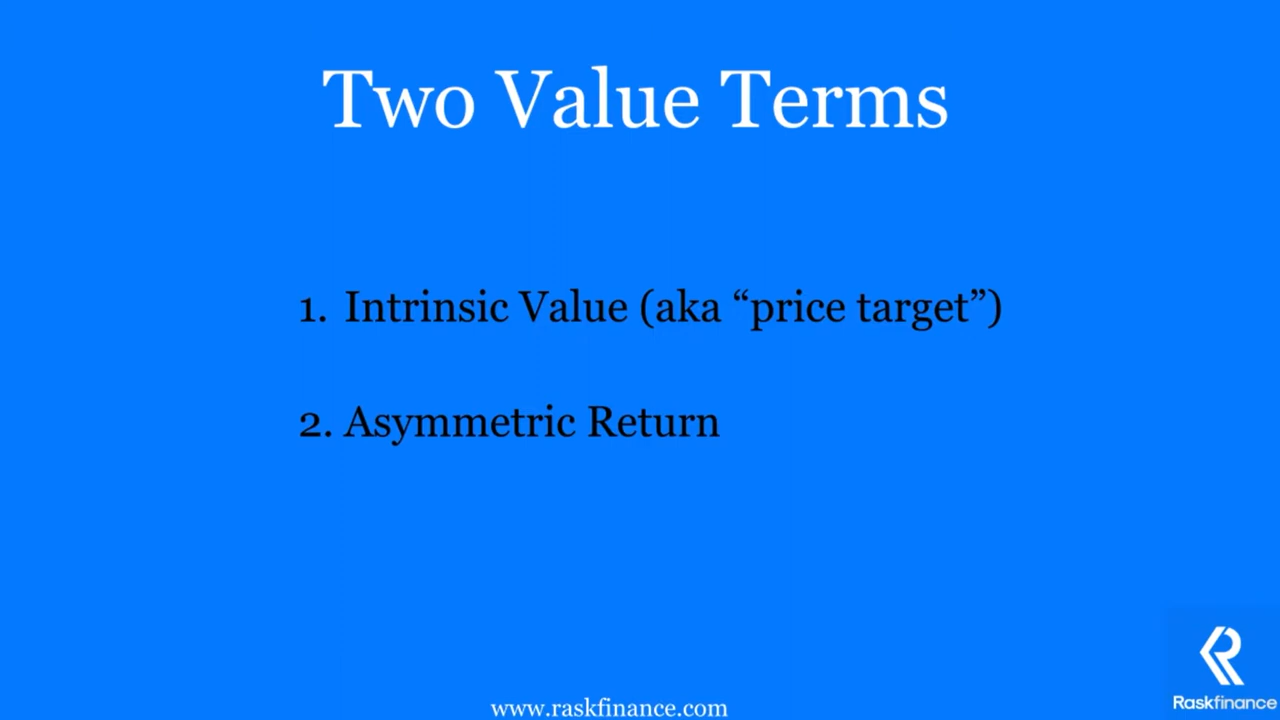 Two Value Terms
1. Intrinsic Value (aka “price target”)
2. Asymmetric Return
www.raskfinance.com
Raskfinance